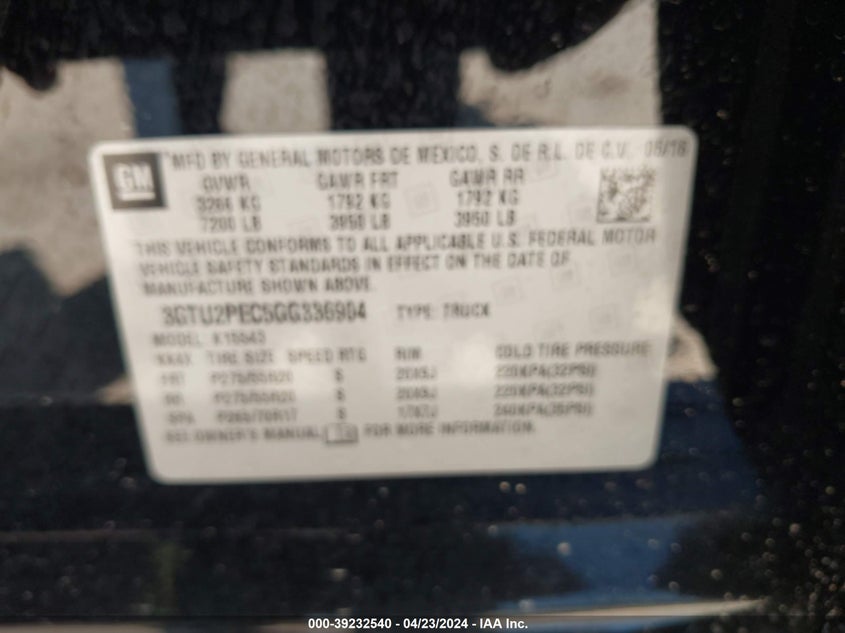 GM
MFD BY GENERAL MOTORS DE MEXICO, S. DE R.L. DE C.V. 06/16
GVWR GAWR FRT GAWR RR
3266 KG 1792 KG 1792 KG
7200 LB 3950 LB 3950 LB
THIS VEHICLE CONFORMS TO ALL APPLICABLE U.S. FEDERAL MOTOR
VEHICLE SAFETY STANDARDS IN EFFECT ON THE DATE OF
MANUFACTURE SHOWN ABOVE.
3GTU2PEC5GG336904 TYPE: TRUCK
MODEL: K15543
TIRE SIZE SPEED RTG RIM COLD TIRE PRESSURE
FRT P275/55R20 S 20X9J 220KPA(32PSI)
RR P275/55R20 S 20X9J 220KPA(32PSI)
SPA P265/70R17 S 17X7J 240KPA(35PSI)
SEE OWNER'S MANUAL FOR MORE INFORMATION.
000-39232540 - 04/23/2024 - IAA Inc.